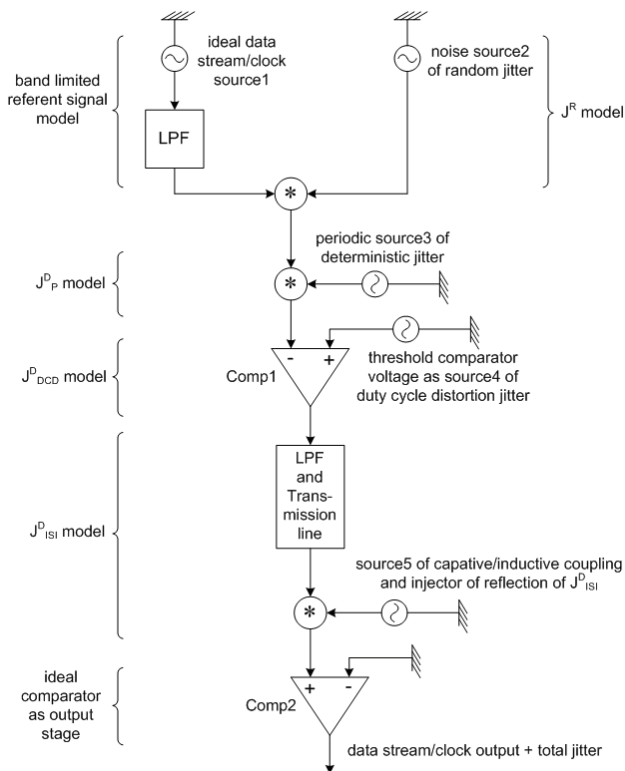 ideal data
stream/clock
source1
noise source2
of random jitter
band limited
referent signal
model
LPF
J^R model
*
periodic source3 of
deterministic jitter
J^D_P model
*
- +
threshold comparator
voltage as source4 of
duty cycle distortion jitter
Comp1
J^D_DCD model
LPF
and
Trans-
mission
line
J^D_ISI model
source5 of capative/inductive coupling
and injector of reflection of J^D_ISI
*
ideal
comparator
as output
stage
+ -
Comp2
data stream/clock output + total jitter